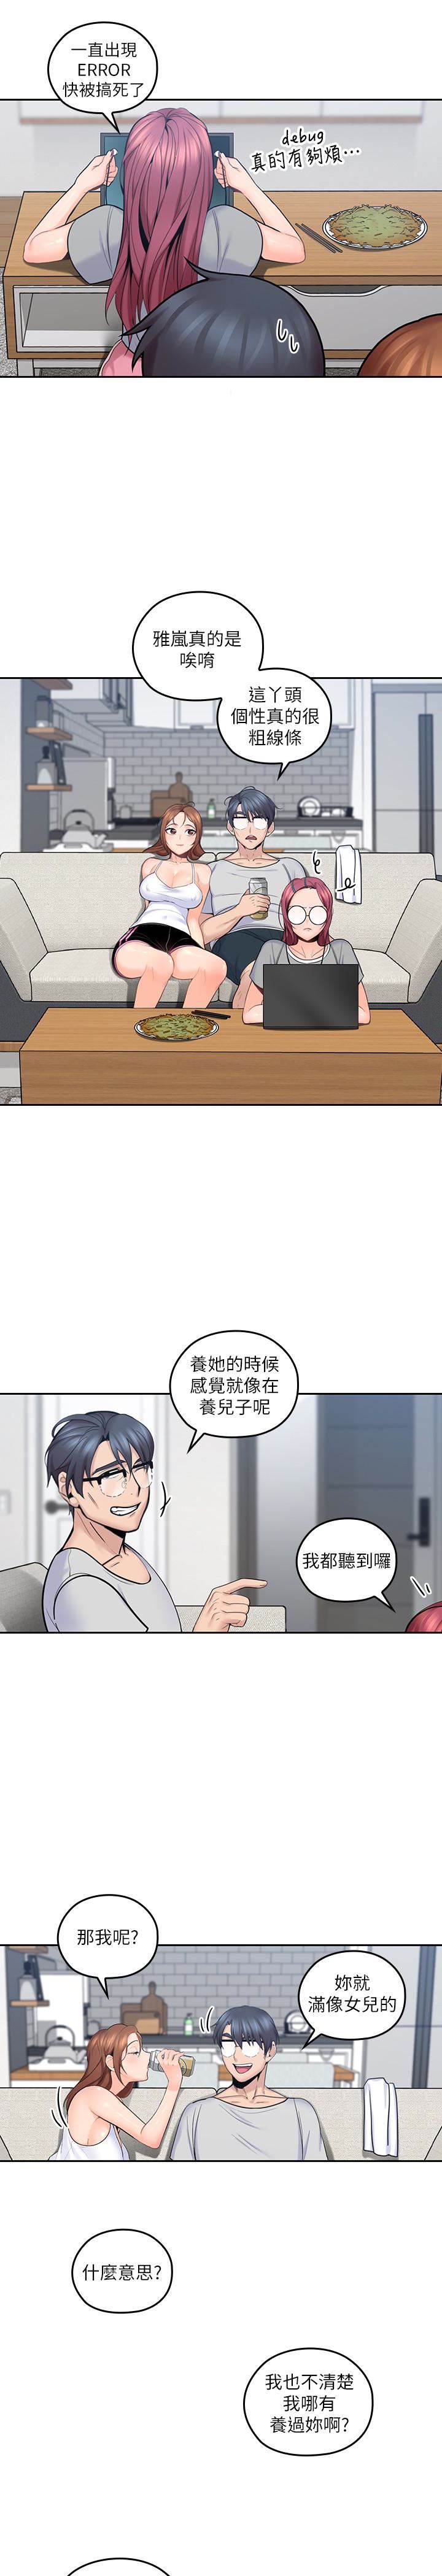 一直出現
ERROR
快被搞死了
debug
真的有夠煩…
雅嵐真的是
唉唷
這丫頭
個性真的很
粗線條
養她的時候
感覺就像在
養兒子呢
我都聽到囉
那我呢?
妳就
滿像女兒的
什麼意思?
我也不清楚
我哪有
養過妳啊?